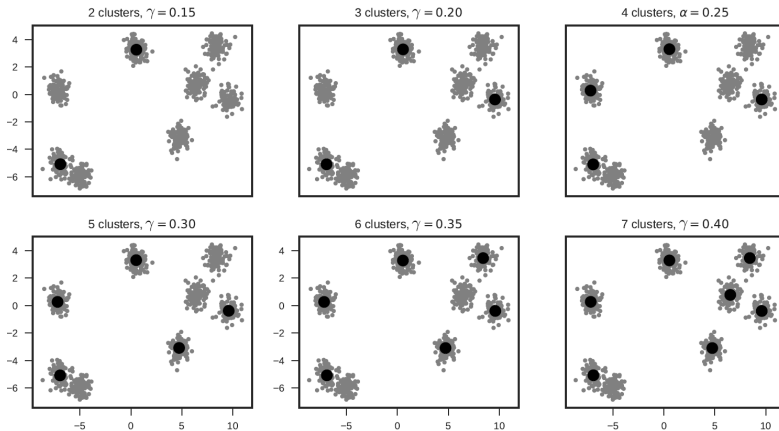 2 clusters, γ = 0.15
3 clusters, γ = 0.20
4 clusters, α = 0.25
4
2
0
−2
−4
−6
5 clusters, γ = 0.30
6 clusters, γ = 0.35
7 clusters, γ = 0.40
4
2
0
−2
−4
−6
−5 0 5 10
−5 0 5 10
−5 0 5 10